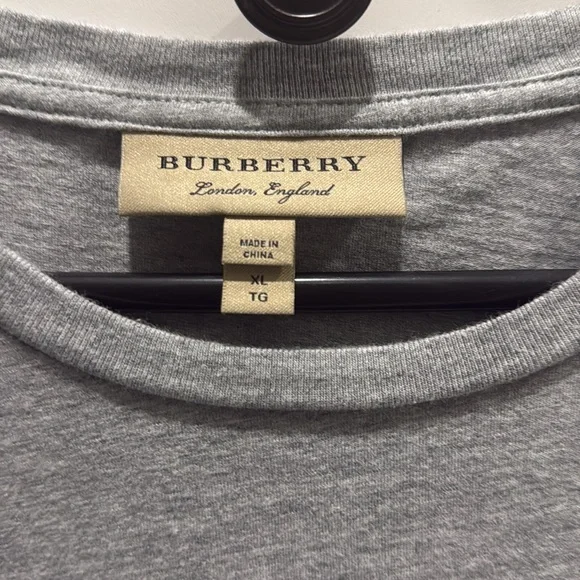 BURBERRY
London, England
MADE IN
CHINA
XL
TG